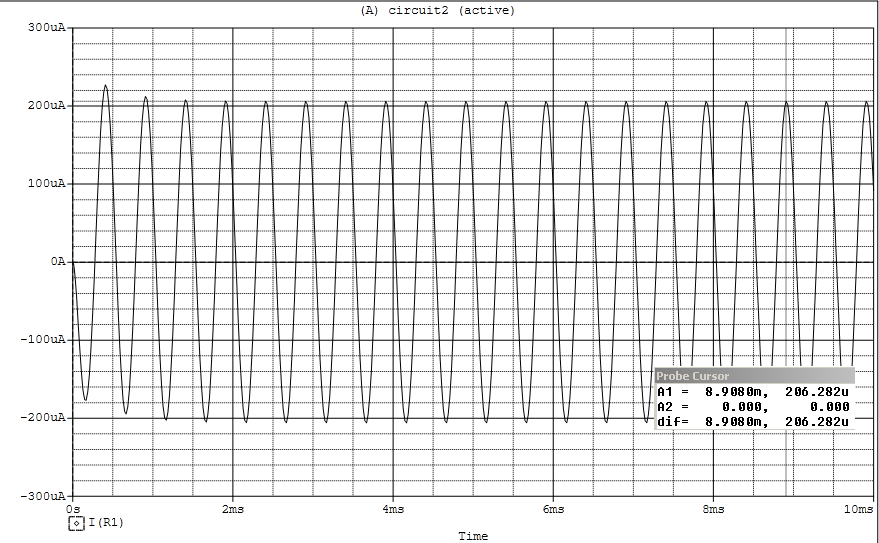 (A) circuit2 (active)
300uA
200uA
100uA
0A
-100uA
-200uA
-300uA
Probe Cursor
A1 = 8.9080m, 206.282u
A2 = 0.000, 0.000
dif= 8.9080m, 206.282u
0s 2ms 4ms 6ms 8ms 10ms
I(R1)
Time